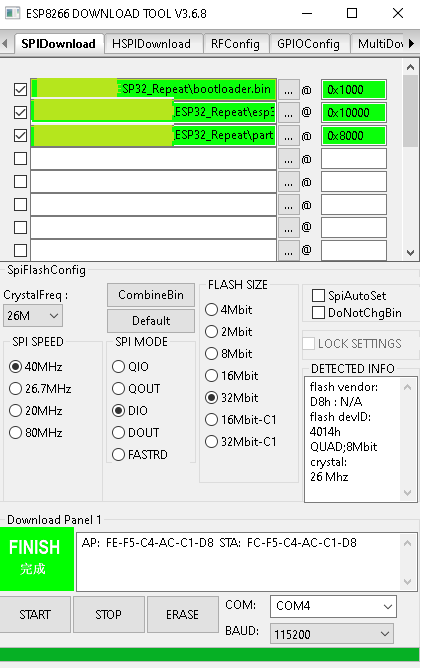 ESP8266 DOWNLOAD TOOL V3.6.8
SPIDownload HSPIDownload RFConfig GPIOConfig MultiDow
SP32_Repeat\bootloader.bin ... @ 0x1000
ESP32_Repeat\esp3 ... @ 0x10000
ESP32_Repeat\part ... @ 0x8000
... @
... @
... @
... @
... @
SpiFlashConfig
CrystalFreq :
26M
CombineBin
Default
SPI SPEED
40MHz
26.7MHz
20MHz
80MHz
SPI MODE
QIO
QOUT
DIO
DOUT
FASTRD
FLASH SIZE
4Mbit
2Mbit
8Mbit
16Mbit
32Mbit
16Mbit-C1
32Mbit-C1
SpiAutoSet
DoNotChgBin
LOCK SETTINGS
DETECTED INFO
flash vendor:
D8h : N/A
flash devID:
4014h
QUAD;8Mbit
crystal:
26 Mhz
Download Panel 1
FINISH
完成
AP: FE-F5-C4-AC-C1-D8 STA: FC-F5-C4-AC-C1-D8
START STOP ERASE
COM: COM4
BAUD: 115200